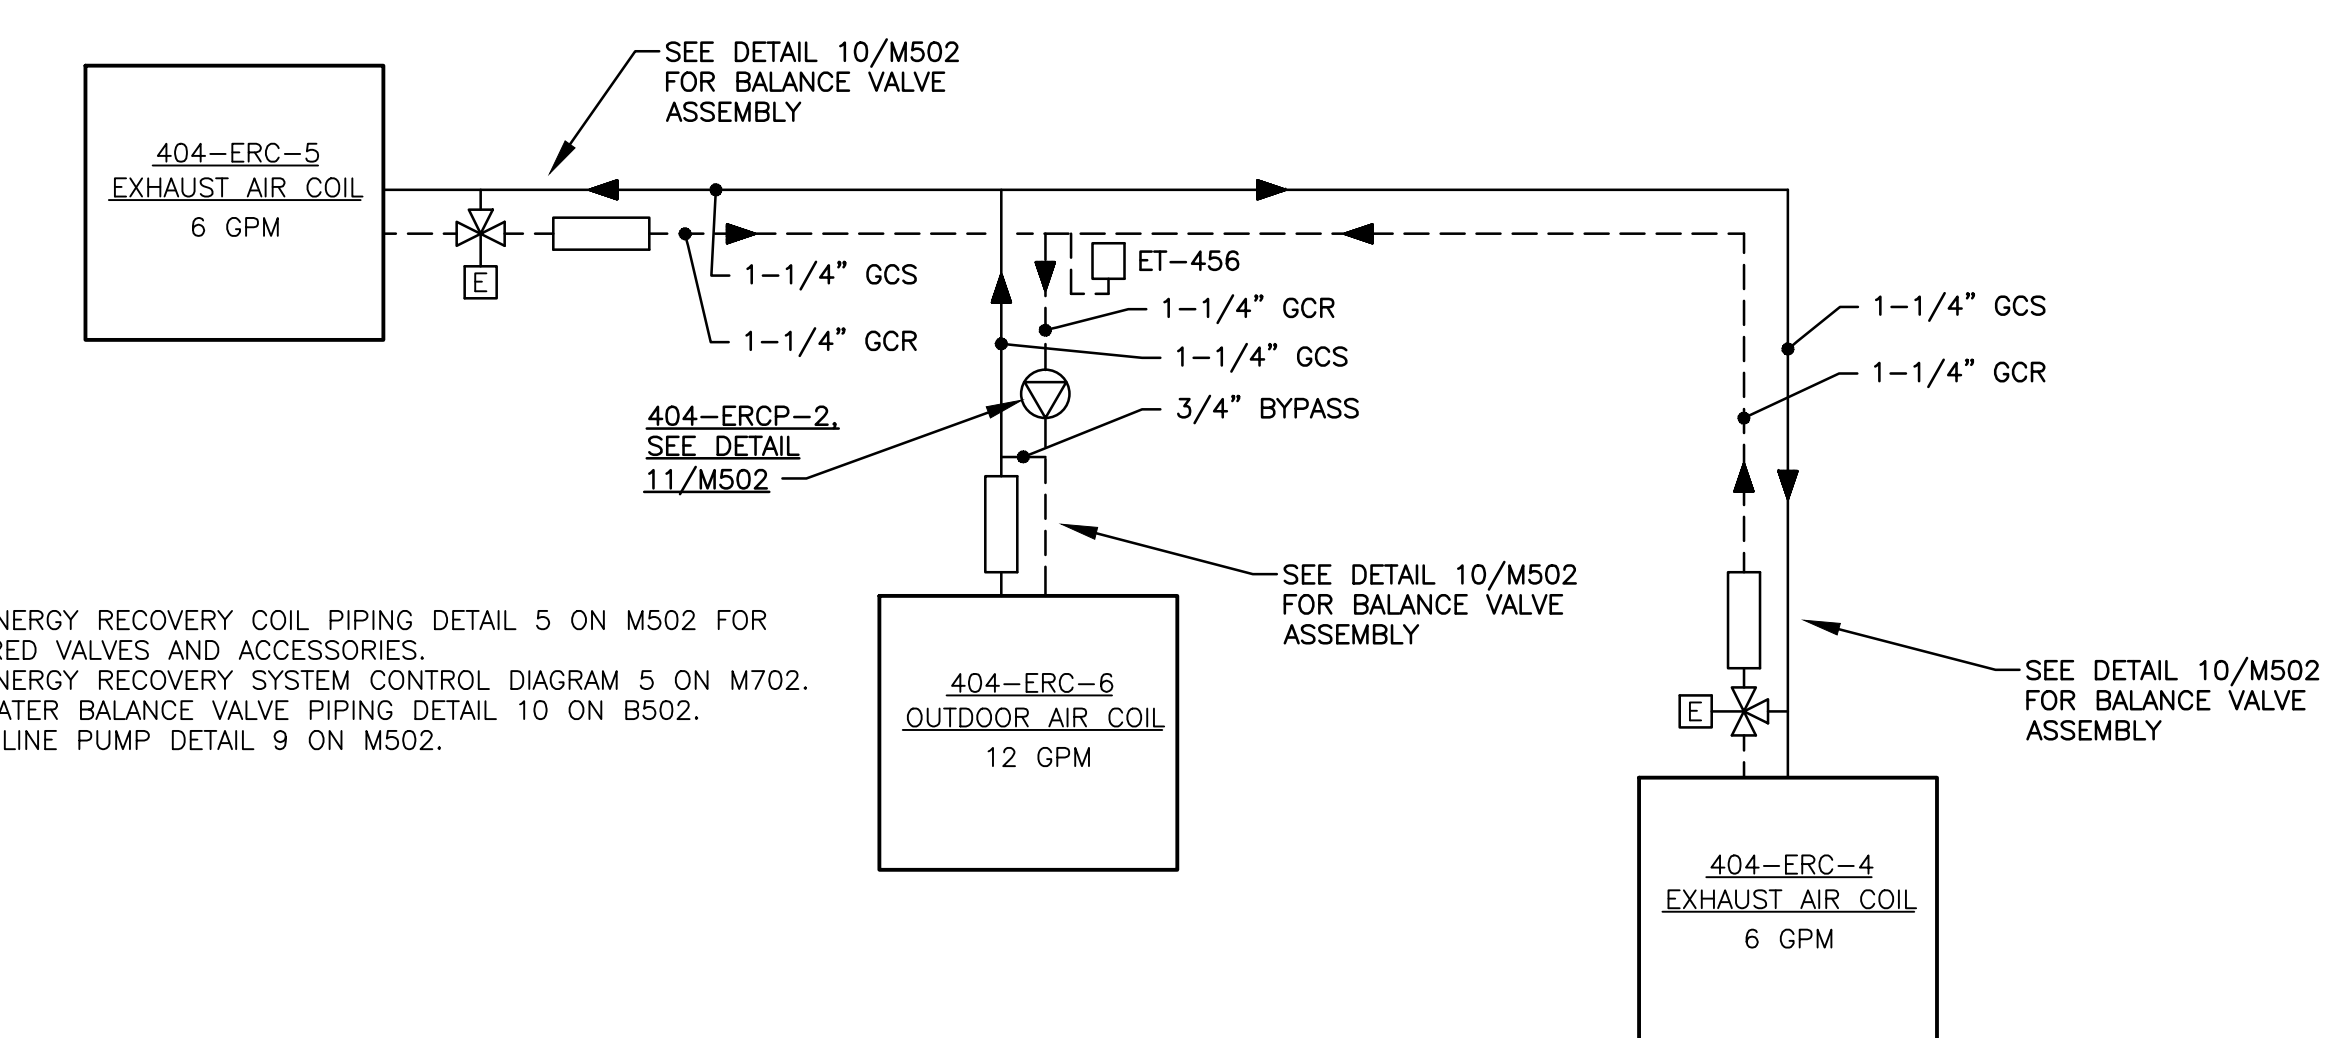 SEE DETAIL 10/M502
FOR BALANCE VALVE
ASSEMBLY
404-ERC-5
EXHAUST AIR COIL
6 GPM
E
1-1/4” GCS
1-1/4” GCR
ET-456
1-1/4” GCR
1-1/4” GCS
3/4” BYPASS
1-1/4” GCS
1-1/4” GCR
404-ERCP-2,
SEE DETAIL
11/M502
SEE DETAIL 10/M502
FOR BALANCE VALVE
ASSEMBLY
NERGY RECOVERY COIL PIPING DETAIL 5 ON M502 FOR
RED VALVES AND ACCESSORIES.
NERGY RECOVERY SYSTEM CONTROL DIAGRAM 5 ON M702.
ATER BALANCE VALVE PIPING DETAIL 10 ON B502.
LINE PUMP DETAIL 9 ON M502.
404-ERC-6
OUTDOOR AIR COIL
12 GPM
SEE DETAIL 10/M502
FOR BALANCE VALVE
ASSEMBLY
E
404-ERC-4
EXHAUST AIR COIL
6 GPM